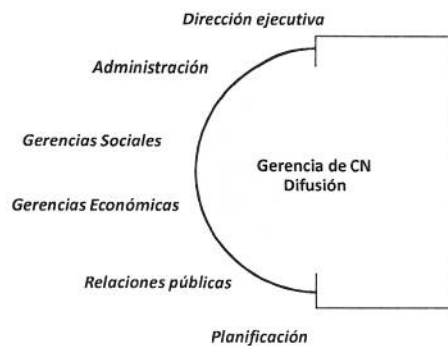 Dirección ejecutiva
Administración
Gerencias Sociales
Gerencia de CN
Difusión
Gerencias Económicas
Relaciones públicas
Planificación